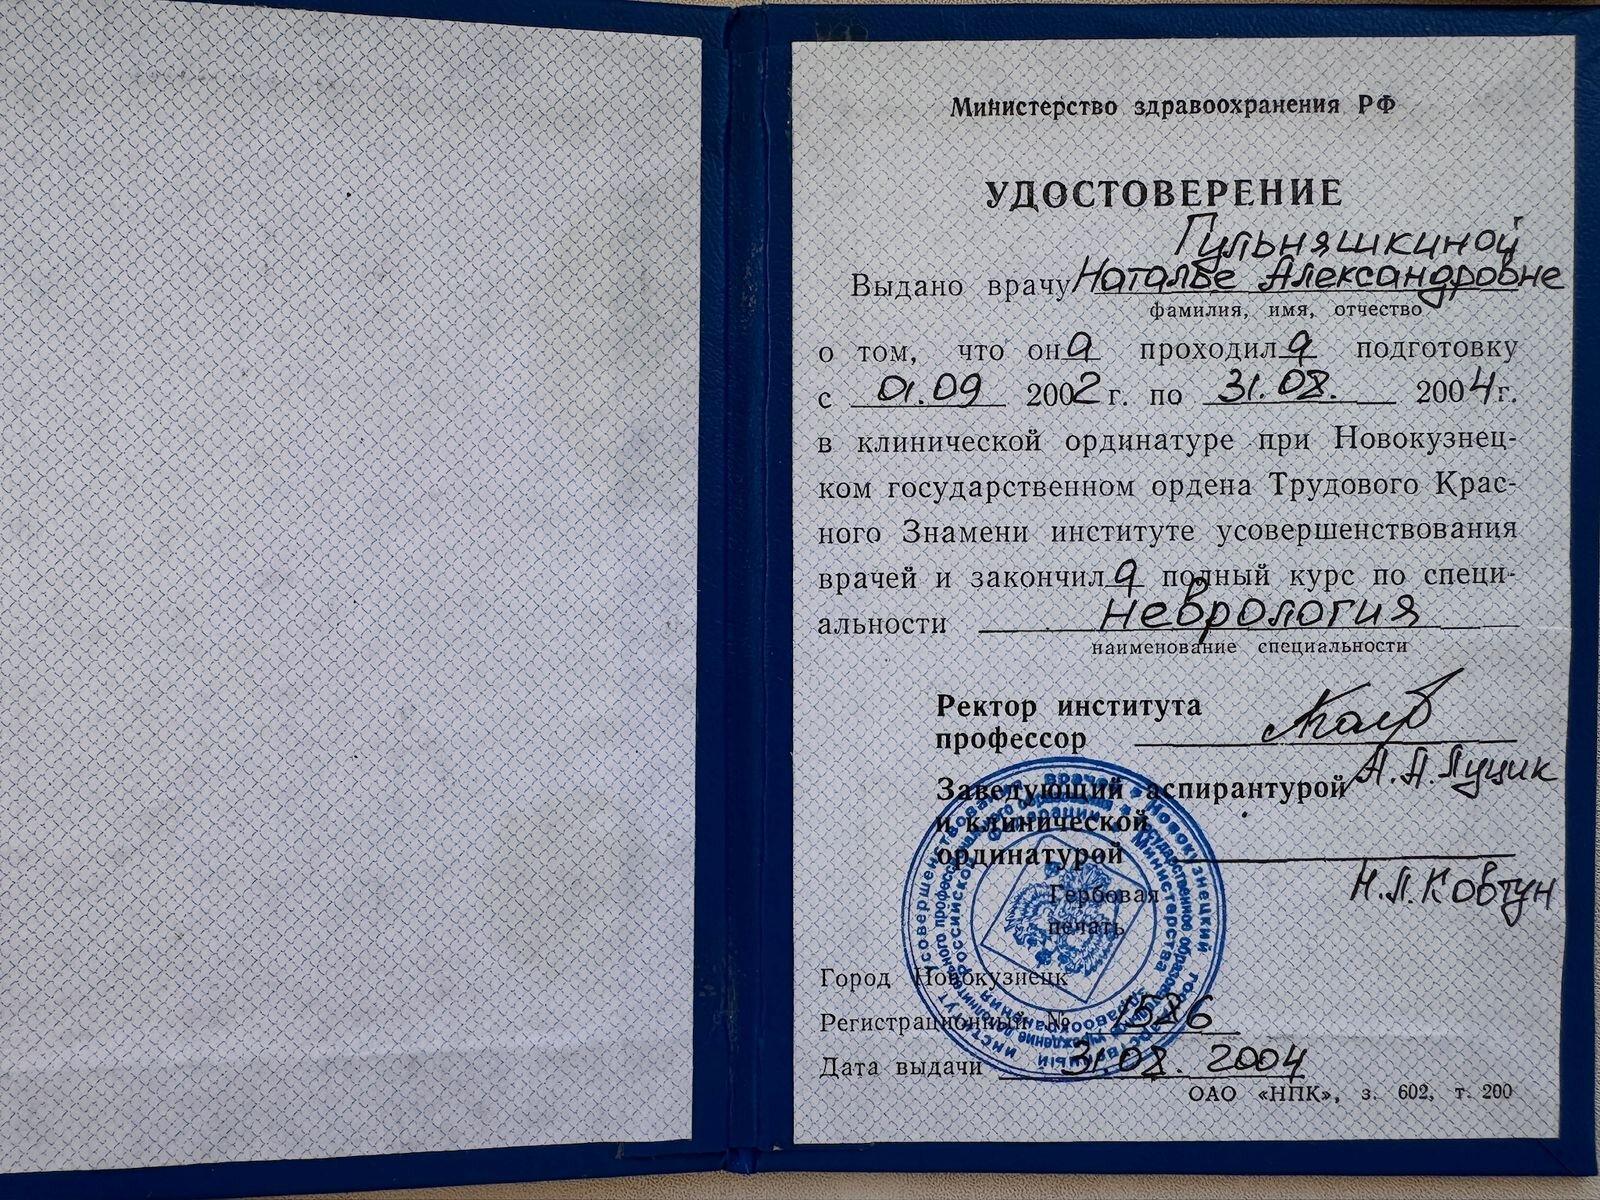 Министерство здравоохранения РФ
УДОСТОВЕРЕНИЕ
Гульняшкиной
Выдано врачу Наталье Александровне
фамилия, имя, отчество
о том, что она проходила подготовку
с 01.09 2002 г. по 31.08. 2004 г.
в клинической ординатуре при Новокузнец-
ком государственном ордена Трудового Крас-
ного Знамени институте усовершенствования
врачей и закончила полный курс по специ-
альности неврология
наименование специальности
Ректор института
профессор
А.А.Луцик
Заведующий аспирантурой
и клинической
ординатурой
Н.Л.Ковтун
Гербовая
печать
Город Новокузнецк
Регистрационный № 1586
Дата выдачи 31.08. 2004
ОАО «НПК», з. 602, т. 200